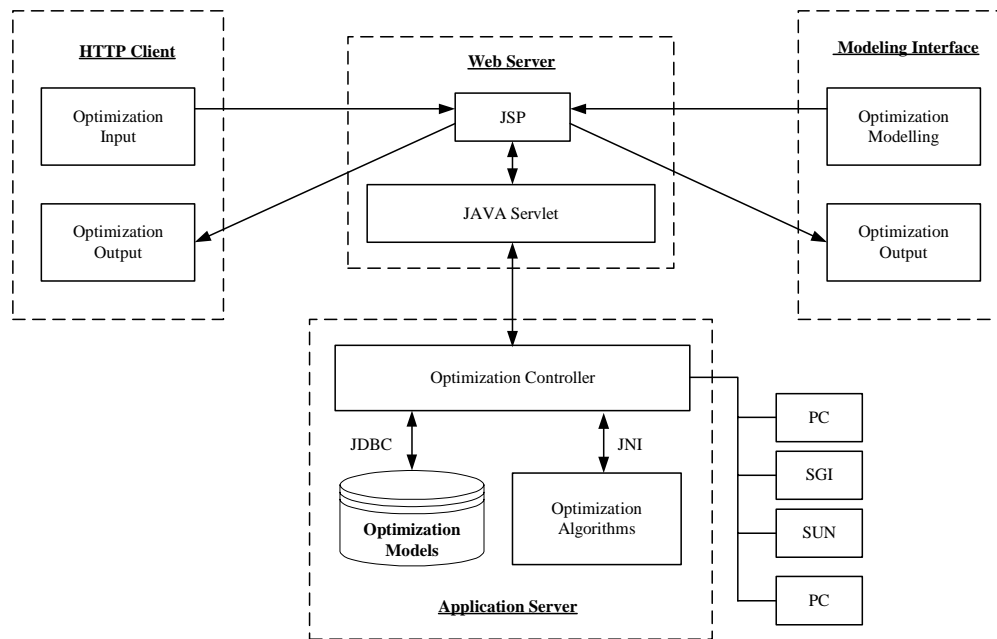 HTTP Client
Optimization
Input
Optimization
Output
Web Server
JSP
JAVA Servlet
Modeling Interface
Optimization
Modelling
Optimization
Output
Optimization Controller
JDBC
JNI
Optimization
Models
Optimization
Algorithms
Application Server
PC
SGI
SUN
PC